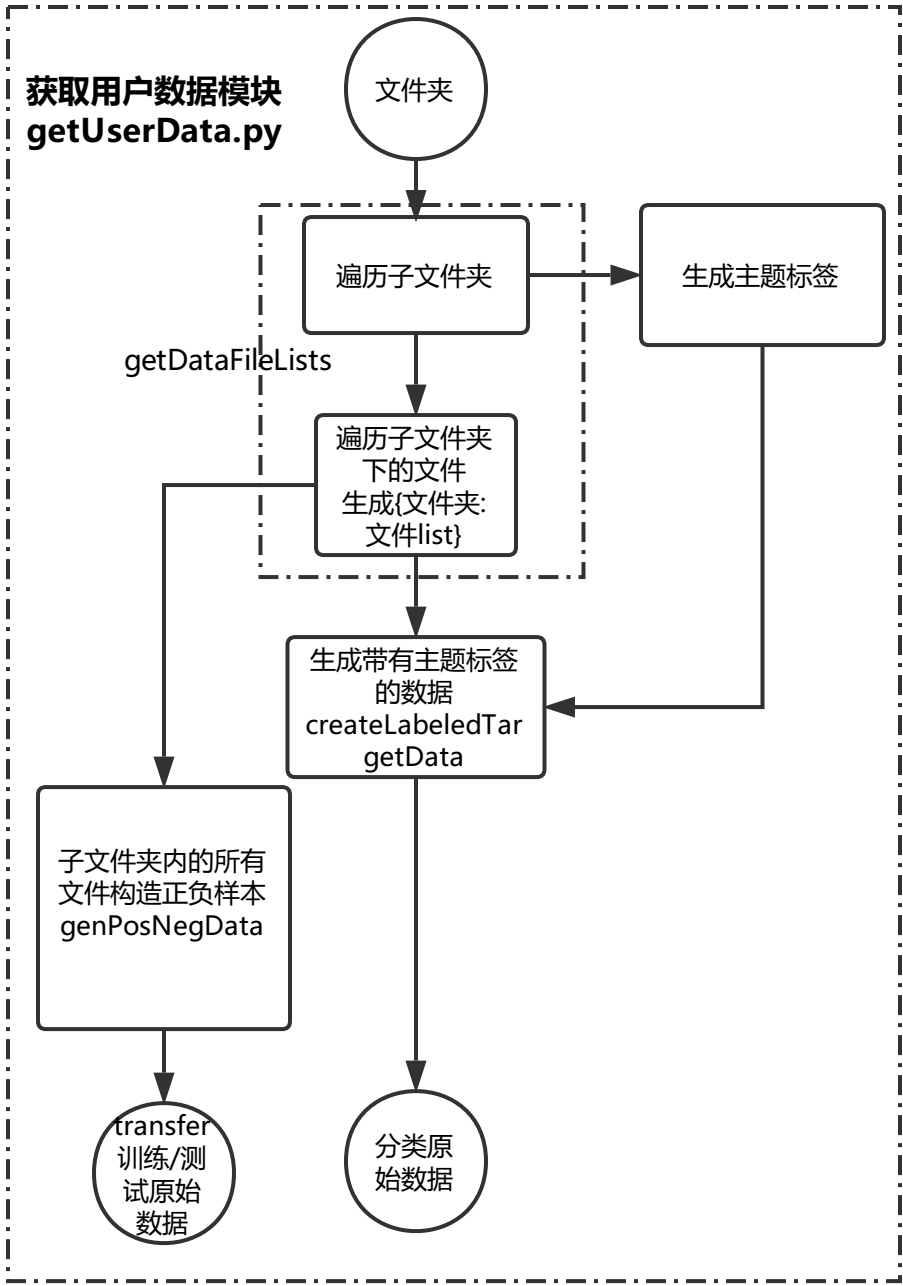 获取用户数据模块
getUserData.py
文件夹
遍历子文件夹
生成主题标签
getDataFileLists
遍历子文件夹
下的文件
生成{文件夹:
文件list}
生成带有主题标签
的数据
createLabeledTar
getData
子文件夹内的所有
文件构造正负样本
genPosNegData
transfer
训练/测
试原始
数据
分类原
始数据